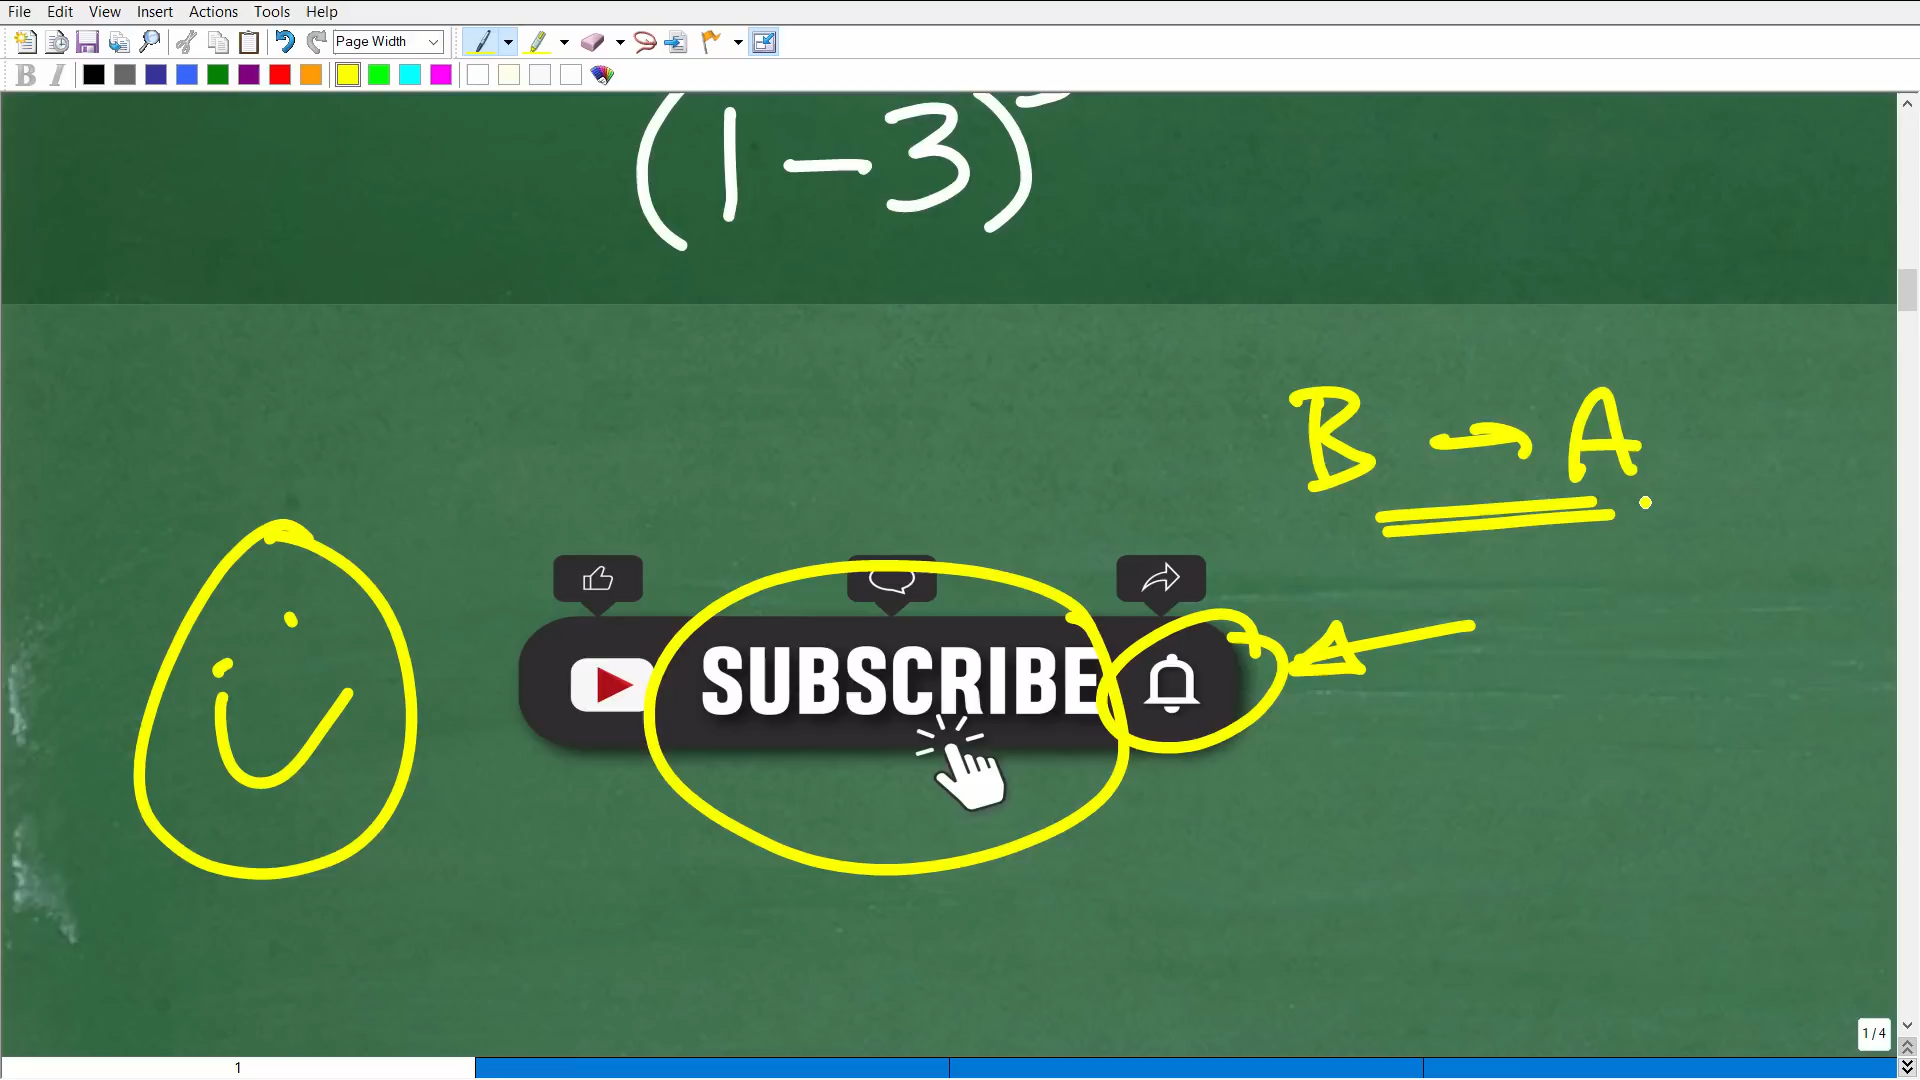 File Edit View Insert Actions Tools Help
Page Width
B I
(1-3)
B → A
SUBSCRIBE
1 / 4
1